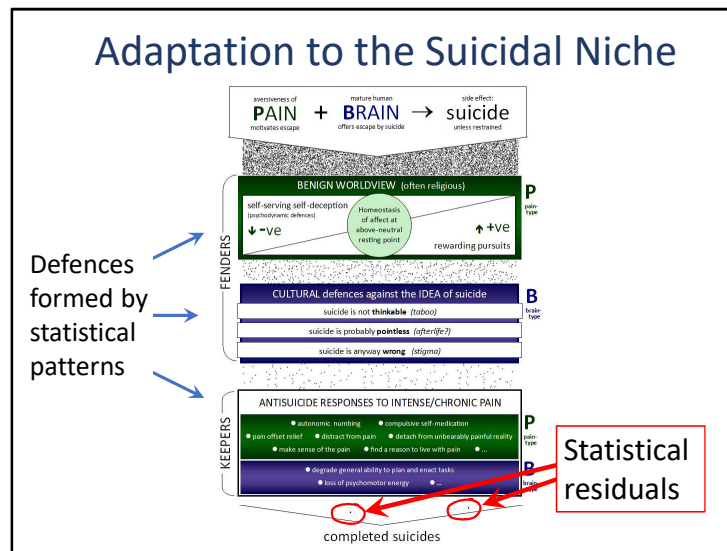 Adaptation to the Suicidal Niche
aversiveness of
PAIN
motivates escape
+
mature human
BRAIN
offers escape by suicide
→
side effect:
suicide
unless restrained
FENDERS
BENIGN WORLDVIEW (often religious)
P
pain-
type
self-serving self-deception
(psychodynamic defences)
↓ -ve
Homeostasis
of affect at
above-neutral
resting point
↑ +ve
rewarding pursuits
Defences
formed by
statistical
patterns
CULTURAL defences against the IDEA of suicide
B
brain-
type
suicide is not thinkable (taboo)
suicide is probably pointless (afterlife?)
suicide is anyway wrong (stigma)
KEEPERS
ANTISUICIDE RESPONSES TO INTENSE/CHRONIC PAIN
P
pain-
type
● autonomic numbing ● compulsive self-medication
● pain offset relief ● distract from pain ● detach from unbearably painful reality
● make sense of the pain ● find a reason to live with pain ● ...
B
brain-
type
● degrade general ability to plan and enact tasks
● loss of psychomotor energy ● ...
Statistical
residuals
completed suicides